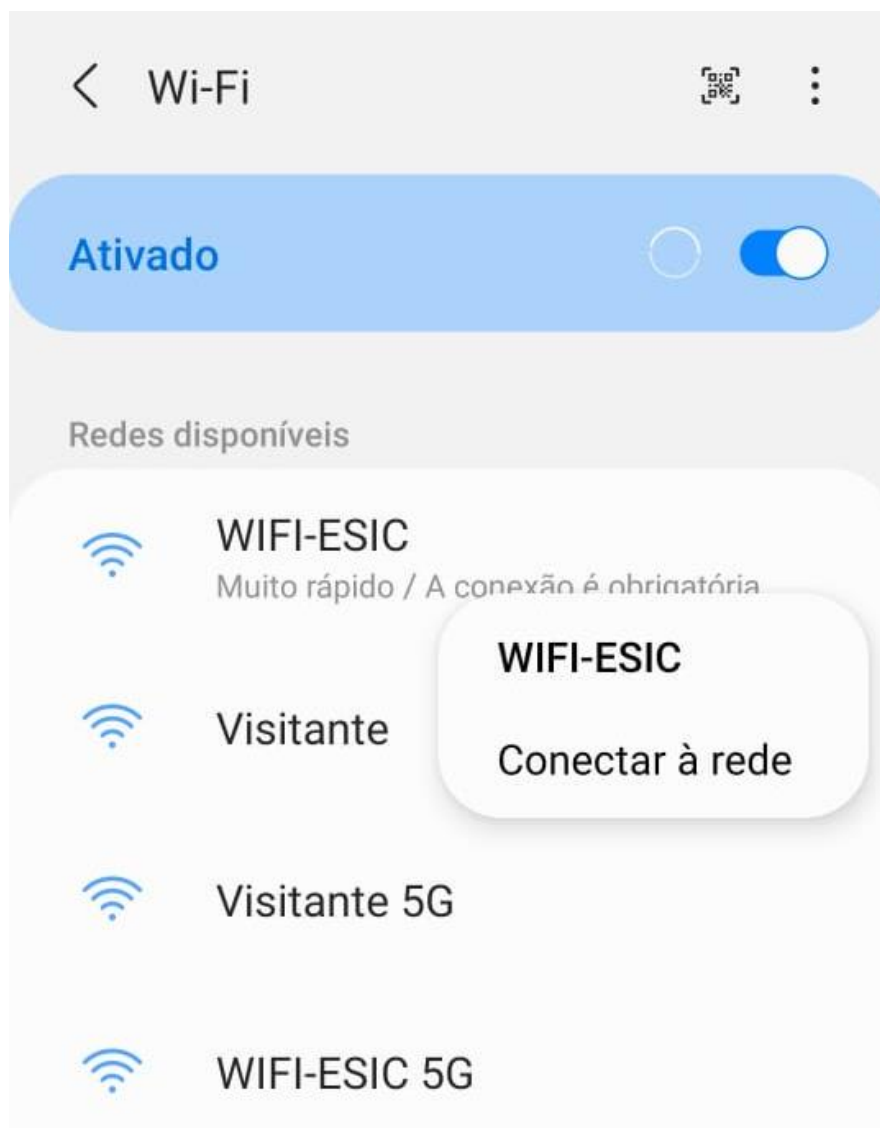 Wi-Fi
Ativado
Redes disponíveis
WIFI-ESIC
Muito rápido / A conexão é obrigatória
WIFI-ESIC
Conectar à rede
Visitante
Visitante 5G
WIFI-ESIC 5G